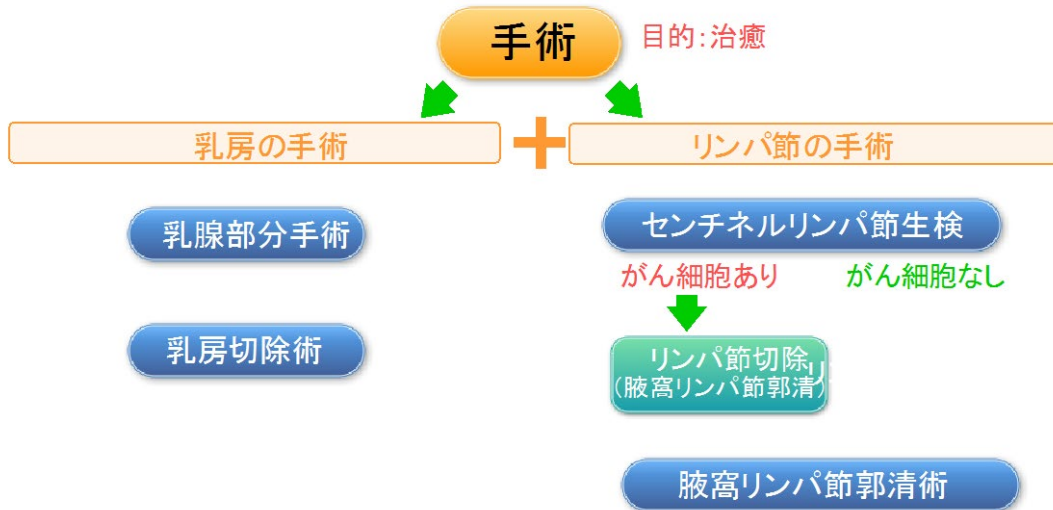 手術
目的：治癒
乳房の手術
+
リンパ節の手術
乳腺部分手術
乳房切除術
センチネルリンパ節生検
がん細胞あり
がん細胞なし
リンパ節切除
(腋窩リンパ節郭清)
腋窩リンパ節郭清術